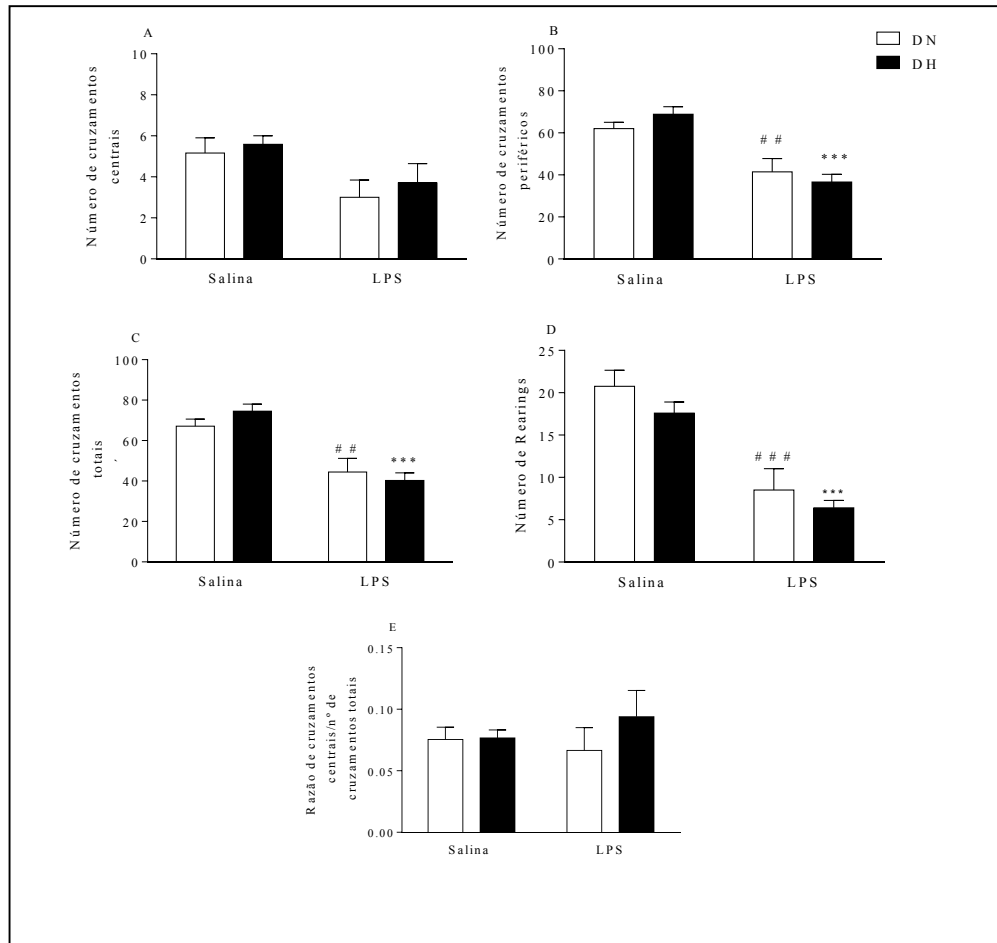 A
Número de cruzamentos
centrais
10
8
6
4
2
0
Salina
LPS
B
Número de cruzamentos
periféricos
100
80
60
40
20
0
# #
***
Salina
LPS
DN
DH
C
Número de cruzamentos
totais
100
80
60
40
20
0
# #
***
Salina
LPS
D
Número de Rearings
25
20
15
10
5
0
# # #
***
Salina
LPS
E
Razão de cruzamentos
centrais/nº de
cruzamentos totais
0.15
0.10
0.05
0.00
Salina
LPS